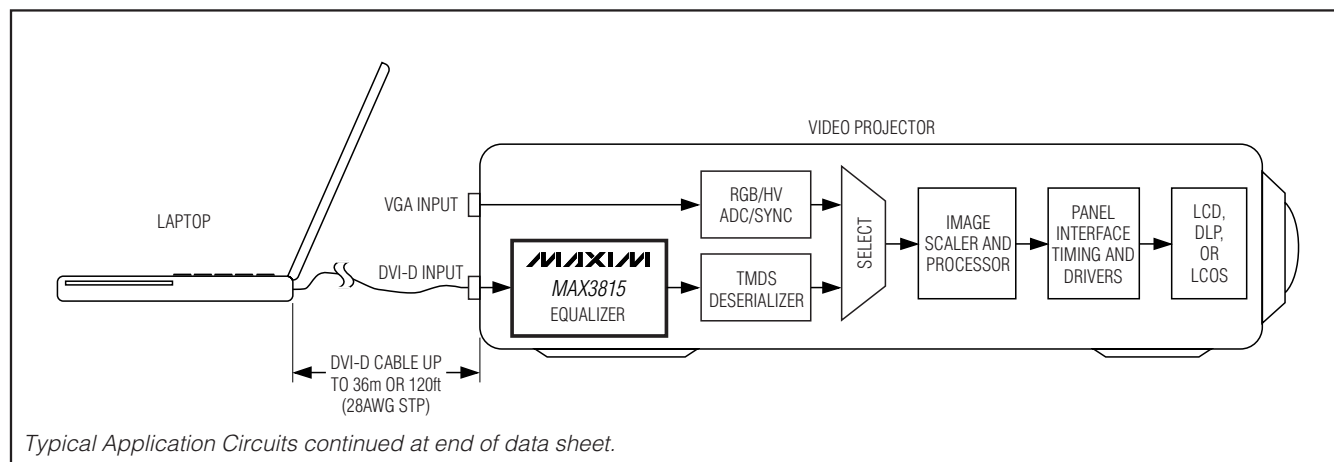 VIDEO PROJECTOR
LAPTOP
VGA INPUT
RGB/HV
ADC/SYNC
SELECT
IMAGE
SCALER AND
PROCESSOR
PANEL
INTERFACE
TIMING AND
DRIVERS
LCD,
DLP,
OR
LCOS
DVI-D INPUT
MAXIM
MAX3815
EQUALIZER
TMDS
DESERIALIZER
DVI-D CABLE UP
TO 36m OR 120ft
(28AWG STP)
Typical Application Circuits continued at end of data sheet.